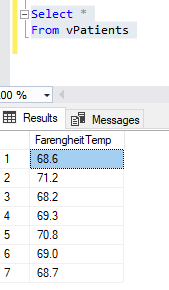 Select *
From vPatients
00 %
Results Messages
FarengheitTemp
1 68.6
2 71.2
3 68.2
4 69.3
5 70.8
6 69.0
7 68.7